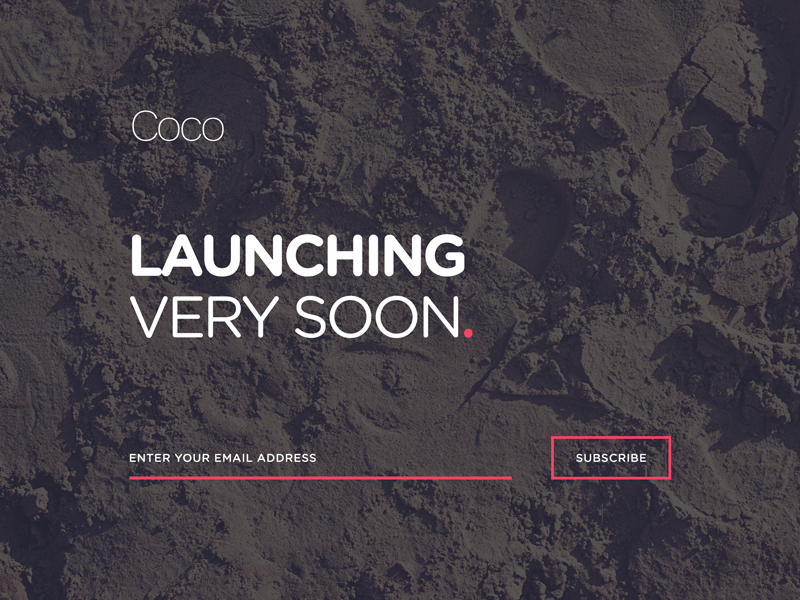 Coco
LAUNCHING
VERY SOON.
ENTER YOUR EMAIL ADDRESS
SUBSCRIBE